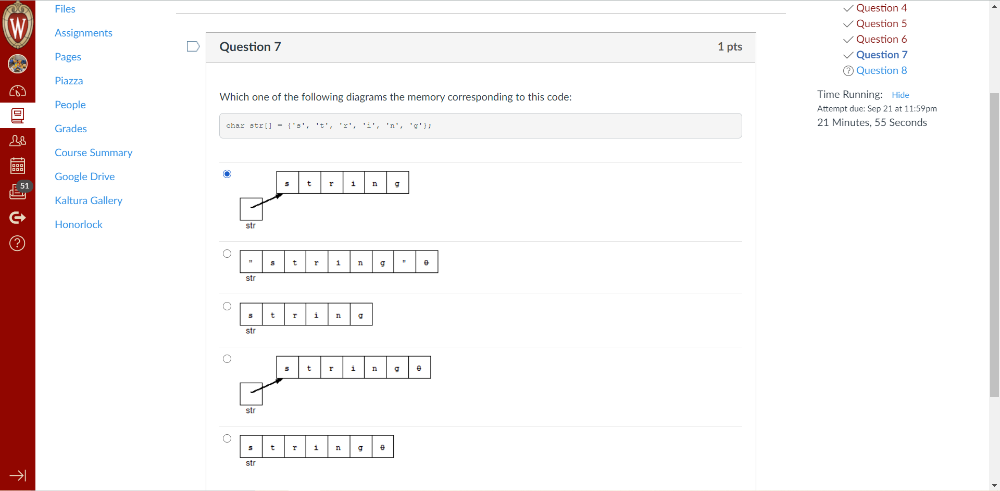 W
51
Files
Assignments
Pages
Piazza
People
Grades
Course Summary
Google Drive
Kaltura Gallery
Honorlock
Question 7
1 pts
Which one of the following diagrams the memory corresponding to this code:
char str[] = {'s', 't', 'r', 'i', 'n', 'g'};
s t r i n g
str
" s t r i n g " 0
str
s t r i n g
str
s t r i n g 0
str
s t r i n g 0
str
Question 4
Question 5
Question 6
Question 7
? Question 8
Time Running: Hide
Attempt due: Sep 21 at 11:59pm
21 Minutes, 55 Seconds